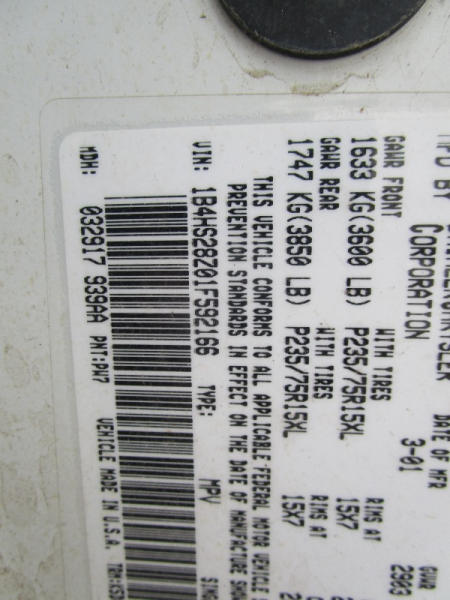 MFD BY DAIMLERCHRYSLER DATE OF MFR GVWR
CORPORATION 3-01 2903
GAWR FRONT WITH TIRES RIMS AT
1633 KG(3600 LB) P235/75R15XL 15X7
GAWR REAR WITH TIRES RIMS AT
1747 KG(3850 LB) P235/75R15XL 15X7
THIS VEHICLE CONFORMS TO ALL APPLICABLE FEDERAL MOTOR VEHICLE
PREVENTION STANDARDS IN EFFECT ON THE DATE OF MANUFACTURE
VIN: 1B4HS28Z01F592166 TYPE: MPV
MDH: 032917 939AA PNT:PW7 VEHICLE MADE IN U.S.A.